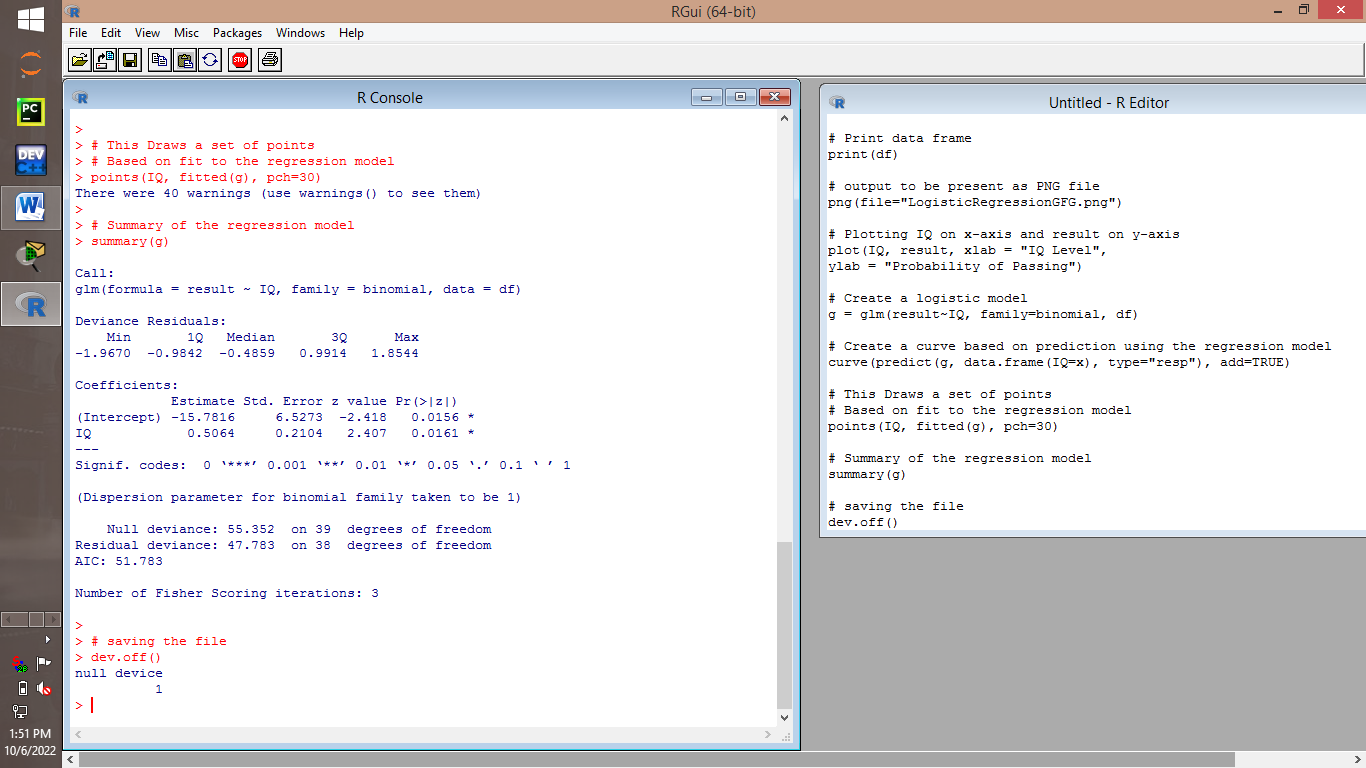 RGui (64-bit)
File Edit View Misc Packages Windows Help
STOP
R Console
>
> # This Draws a set of points
> # Based on fit to the regression model
> points(IQ, fitted(g), pch=30)
There were 40 warnings (use warnings() to see them)
>
> # Summary of the regression model
> summary(g)
Call:
glm(formula = result ~ IQ, family = binomial, data = df)
Deviance Residuals:
    Min       1Q   Median       3Q      Max
-1.9670  -0.9842  -0.4859   0.9914   1.8544
Coefficients:
            Estimate Std. Error z value Pr(>|z|)
(Intercept) -15.7816     6.5273  -2.418   0.0156 *
IQ            0.5064     0.2104   2.407   0.0161 *
---
Signif. codes:  0 ‘***’ 0.001 ‘**’ 0.01 ‘*’ 0.05 ‘.’ 0.1 ‘ ’ 1
(Dispersion parameter for binomial family taken to be 1)
    Null deviance: 55.352  on 39  degrees of freedom
Residual deviance: 47.783  on 38  degrees of freedom
AIC: 51.783
Number of Fisher Scoring iterations: 3
>
> # saving the file
> dev.off()
null device
          1
>
Untitled - R Editor
# Print data frame
print(df)
# output to be present as PNG file
png(file="LogisticRegressionGFG.png")
# Plotting IQ on x-axis and result on y-axis
plot(IQ, result, xlab = "IQ Level",
ylab = "Probability of Passing")
# Create a logistic model
g = glm(result~IQ, family=binomial, df)
# Create a curve based on prediction using the regression model
curve(predict(g, data.frame(IQ=x), type="resp"), add=TRUE)
# This Draws a set of points
# Based on fit to the regression model
points(IQ, fitted(g), pch=30)
# Summary of the regression model
summary(g)
# saving the file
dev.off()
PC
DEV
C++
W
R
1:51 PM
10/6/2022